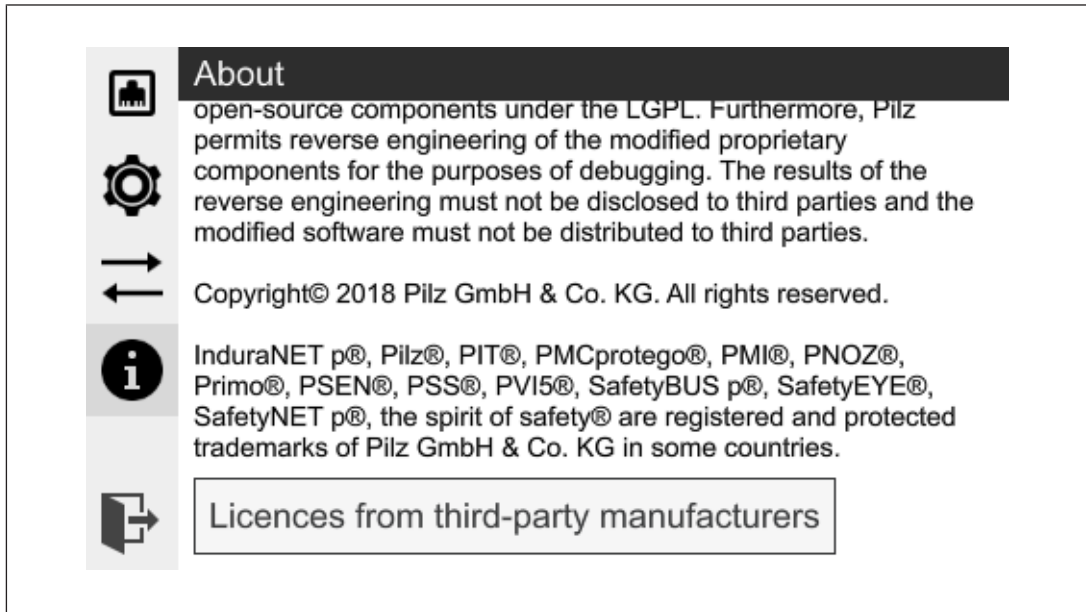 About
open-source components under the LGPL. Furthermore, Pilz
permits reverse engineering of the modified proprietary
components for the purposes of debugging. The results of the
reverse engineering must not be disclosed to third parties and the
modified software must not be distributed to third parties.
Copyright© 2018 Pilz GmbH & Co. KG. All rights reserved.
InduraNET p®, Pilz®, PIT®, PMCprotego®, PMI®, PNOZ®,
Primo®, PSEN®, PSS®, PVI5®, SafetyBUS p®, SafetyEYE®,
SafetyNET p®, the spirit of safety® are registered and protected
trademarks of Pilz GmbH & Co. KG in some countries.
Licences from third-party manufacturers